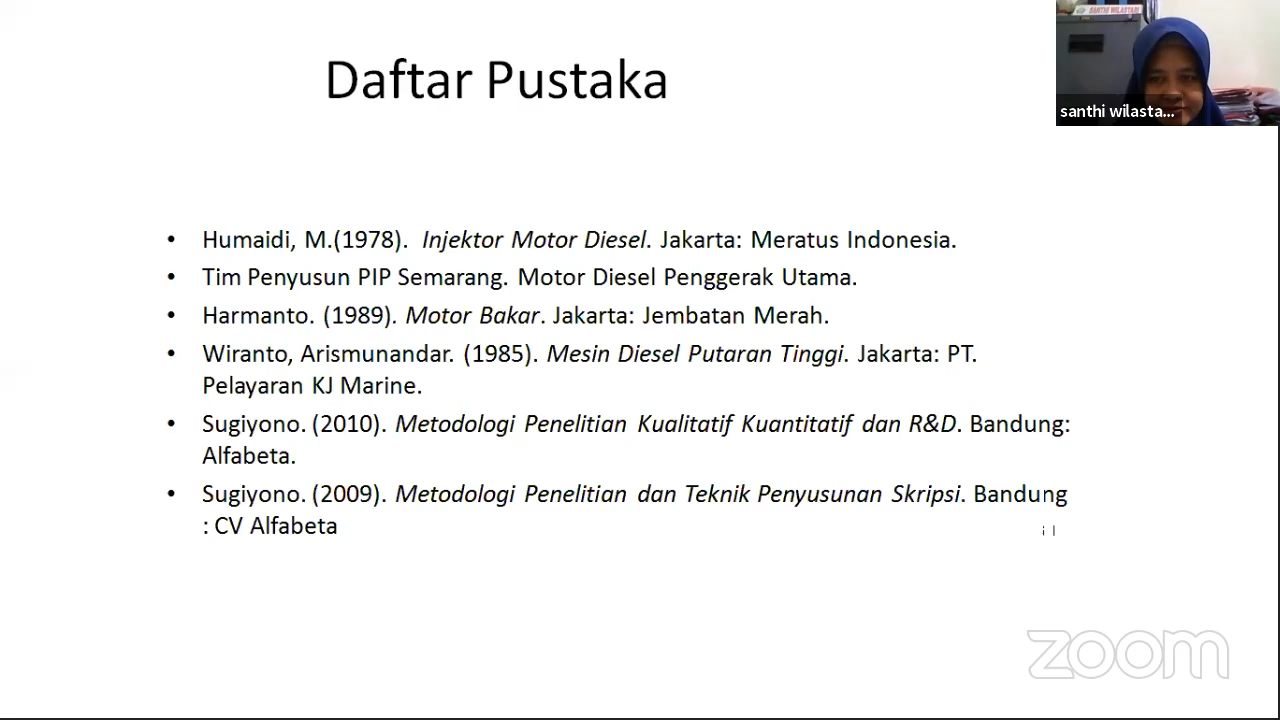 SANTHI WILASTARI
Daftar Pustaka
santhi wilasta...
• Humaidi, M.(1978). Injektor Motor Diesel. Jakarta: Meratus Indonesia.
• Tim Penyusun PIP Semarang. Motor Diesel Penggerak Utama.
• Harmanto. (1989). Motor Bakar. Jakarta: Jembatan Merah.
• Wiranto, Arismunandar. (1985). Mesin Diesel Putaran Tinggi. Jakarta: PT.
Pelayaran KJ Marine.
• Sugiyono. (2010). Metodologi Penelitian Kualitatif Kuantitatif dan R&D. Bandung:
Alfabeta.
• Sugiyono. (2009). Metodologi Penelitian dan Teknik Penyusunan Skripsi. Bandung
: CV Alfabeta
zoom